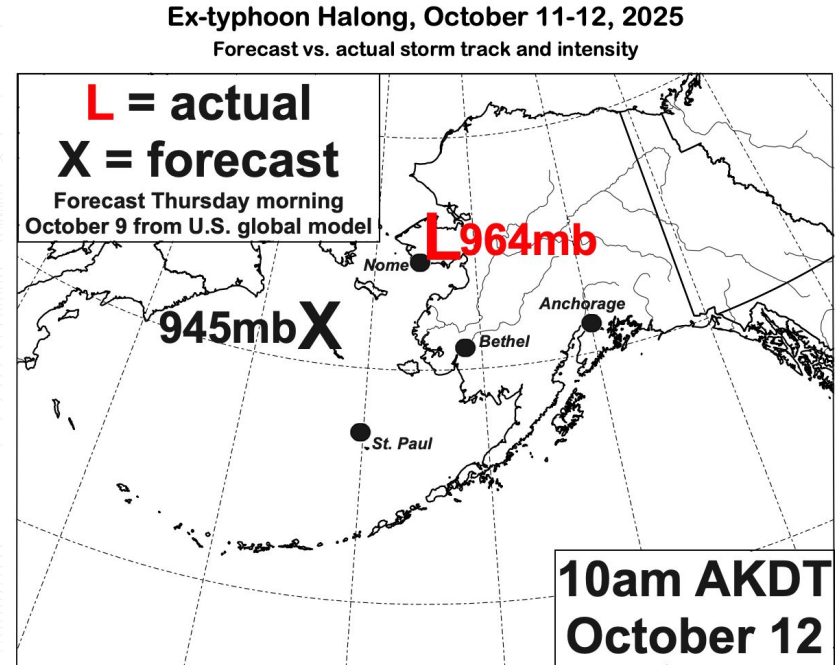 Ex-typhoon Halong, October 11-12, 2025
Forecast vs. actual storm track and intensity
L = actual
X = forecast
Forecast Thursday morning
October 9 from U.S. global model
L964mb
Nome
Anchorage
945mbX
Bethel
St. Paul
10am AKDT
October 12